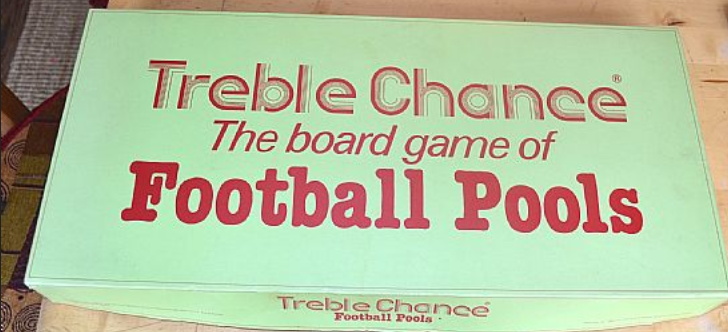 Treble Chance®
The board game of
Football Pools
Treble Chance®
Football Pools